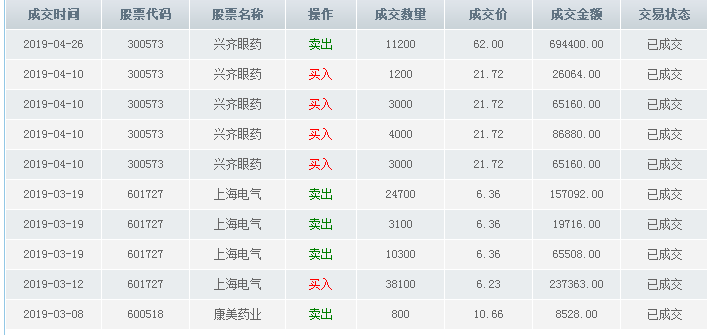 成交时间 股票代码 股票名称 操作 成交数量 成交价 成交金额 交易状态
2019-04-26 300573 兴齐眼药 卖出 11200 62.00 694400.00 已成交
2019-04-10 300573 兴齐眼药 买入 1200 21.72 26064.00 已成交
2019-04-10 300573 兴齐眼药 买入 3000 21.72 65160.00 已成交
2019-04-10 300573 兴齐眼药 买入 4000 21.72 86880.00 已成交
2019-04-10 300573 兴齐眼药 买入 3000 21.72 65160.00 已成交
2019-03-19 601727 上海电气 卖出 24700 6.36 157092.00 已成交
2019-03-19 601727 上海电气 卖出 3100 6.36 19716.00 已成交
2019-03-19 601727 上海电气 卖出 10300 6.36 65508.00 已成交
2019-03-12 601727 上海电气 买入 38100 6.23 237363.00 已成交
2019-03-08 600518 康美药业 卖出 800 10.66 8528.00 已成交